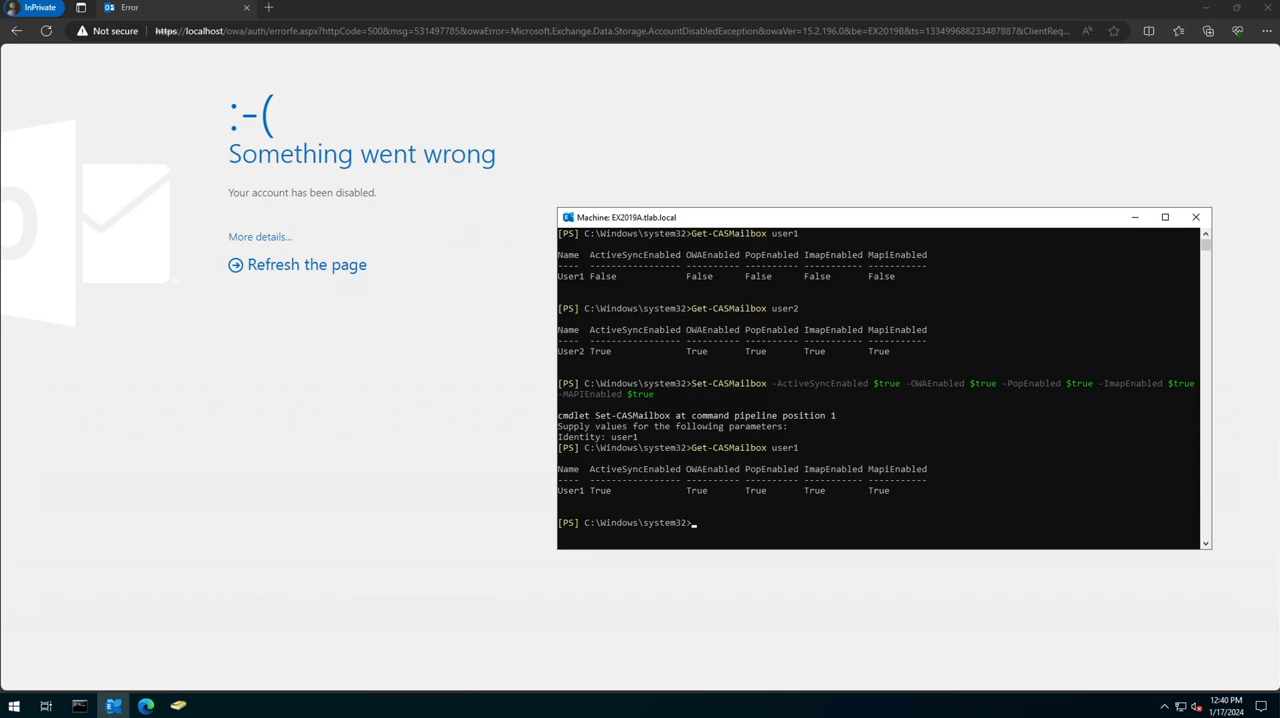 InPrivate
Error
Not secure
https://localhost/owa/auth/errorfe.aspx?httpCode=500&msg=531497785&owaError=Microsoft.Exchange.Data.Storage.AccountDisabledException&owaVer=15.2.196.0&be=EX2019B&ts=133499688233487887&ClientReq...
:-(
Something went wrong
Your account has been disabled.
More details...
Refresh the page
Machine: EX2019A.tlab.local
[PS] C:\Windows\system32>Get-CASMailbox user1
Name ActiveSyncEnabled OWAEnabled PopEnabled ImapEnabled MapiEnabled
---- ----------------- ---------- ---------- ----------- -----------
User1 False False False False False
[PS] C:\Windows\system32>Get-CASMailbox user2
Name ActiveSyncEnabled OWAEnabled PopEnabled ImapEnabled MapiEnabled
---- ----------------- ---------- ---------- ----------- -----------
User2 True True True True True
[PS] C:\Windows\system32>Set-CASMailbox -ActiveSyncEnabled $true -OWAEnabled $true -PopEnabled $true -ImapEnabled $true
-MAPIEnabled $true
cmdlet Set-CASMailbox at command pipeline position 1
Supply values for the following parameters:
Identity: user1
[PS] C:\Windows\system32>Get-CASMailbox user1
Name ActiveSyncEnabled OWAEnabled PopEnabled ImapEnabled MapiEnabled
---- ----------------- ---------- ---------- ----------- -----------
User1 True True True True True
[PS] C:\Windows\system32>_
12:40 PM
1/17/2024